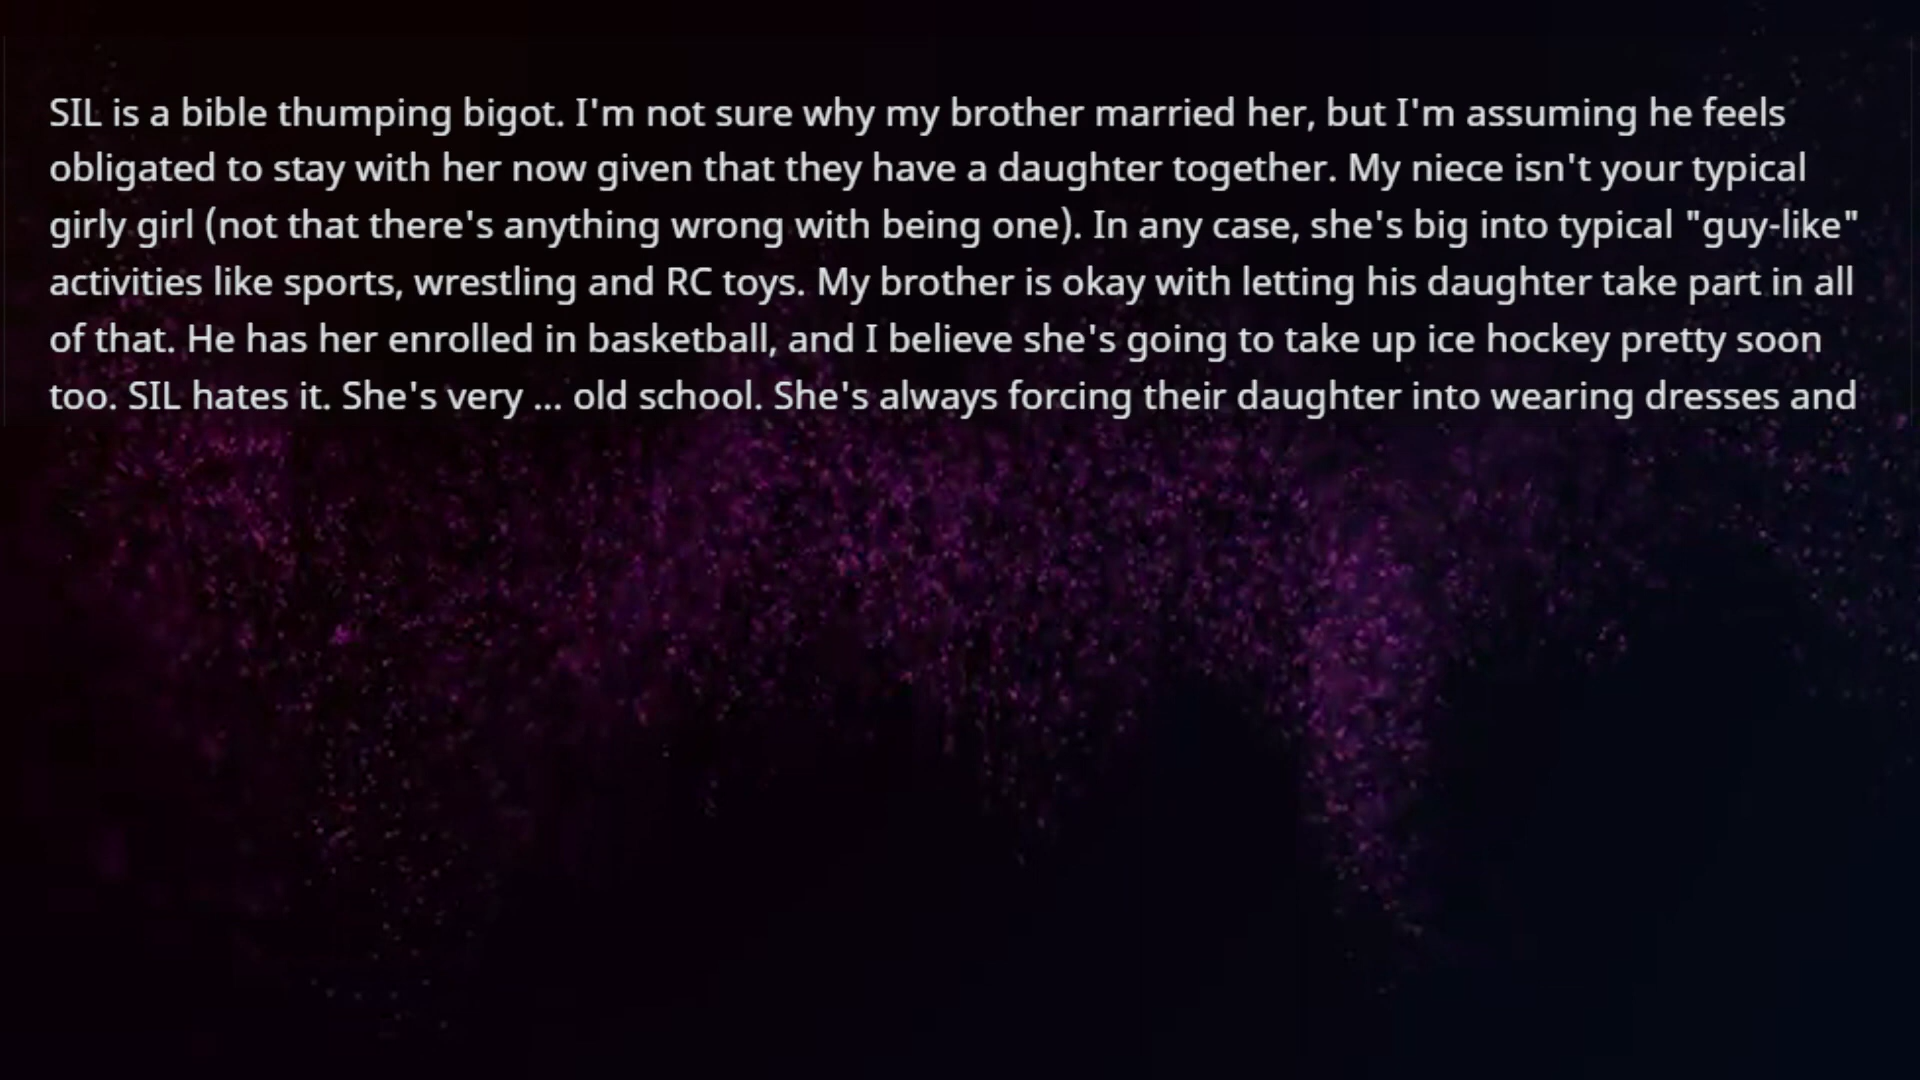 SIL is a bible thumping bigot. I'm not sure why my brother married her, but I'm assuming he feels
obligated to stay with her now given that they have a daughter together. My niece isn't your typical
girly girl (not that there's anything wrong with being one). In any case, she's big into typical "guy-like"
activities like sports, wrestling and RC toys. My brother is okay with letting his daughter take part in all
of that. He has her enrolled in basketball, and I believe she's going to take up ice hockey pretty soon
too. SIL hates it. She's very ... old school. She's always forcing their daughter into wearing dresses and